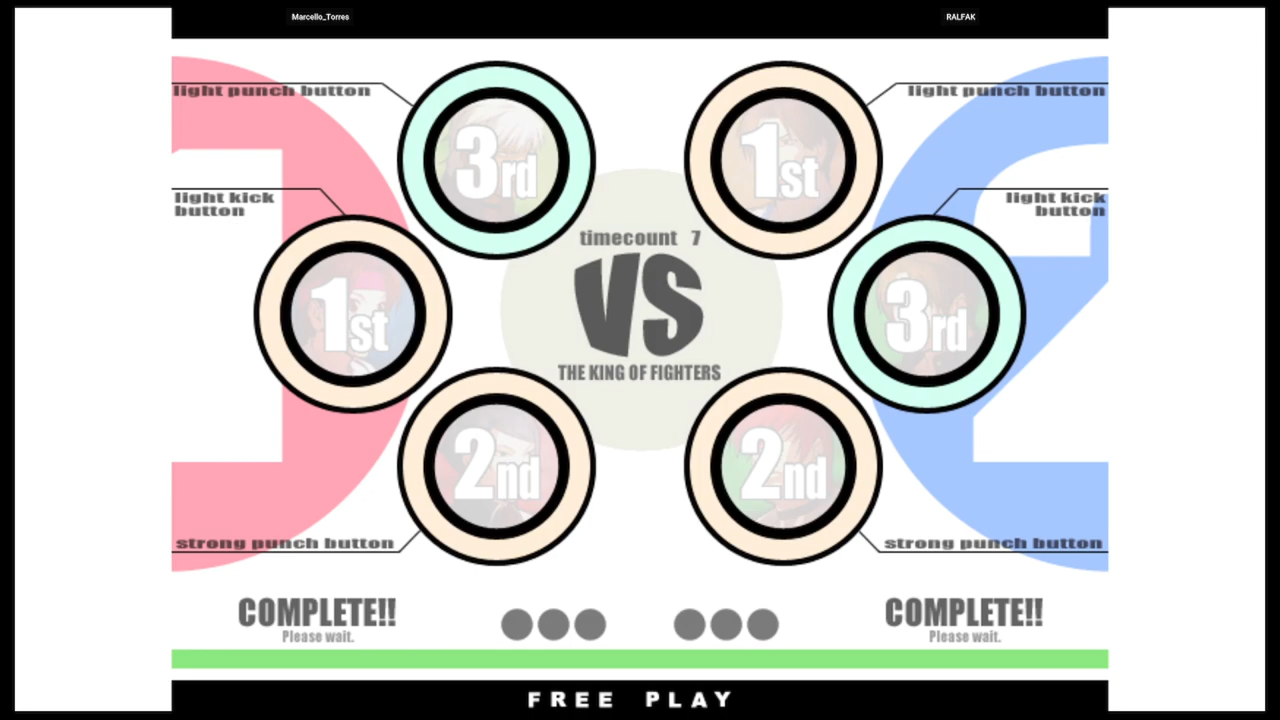 Marcello_Torres
RALFAK
light punch button
light punch button
3rd
1st
light kick
button
light kick
button
timecount 7
VS
THE KING OF FIGHTERS
1st
3rd
2nd
2nd
strong punch button
strong punch button
COMPLETE!!
Please wait.
COMPLETE!!
Please wait.
FREE PLAY